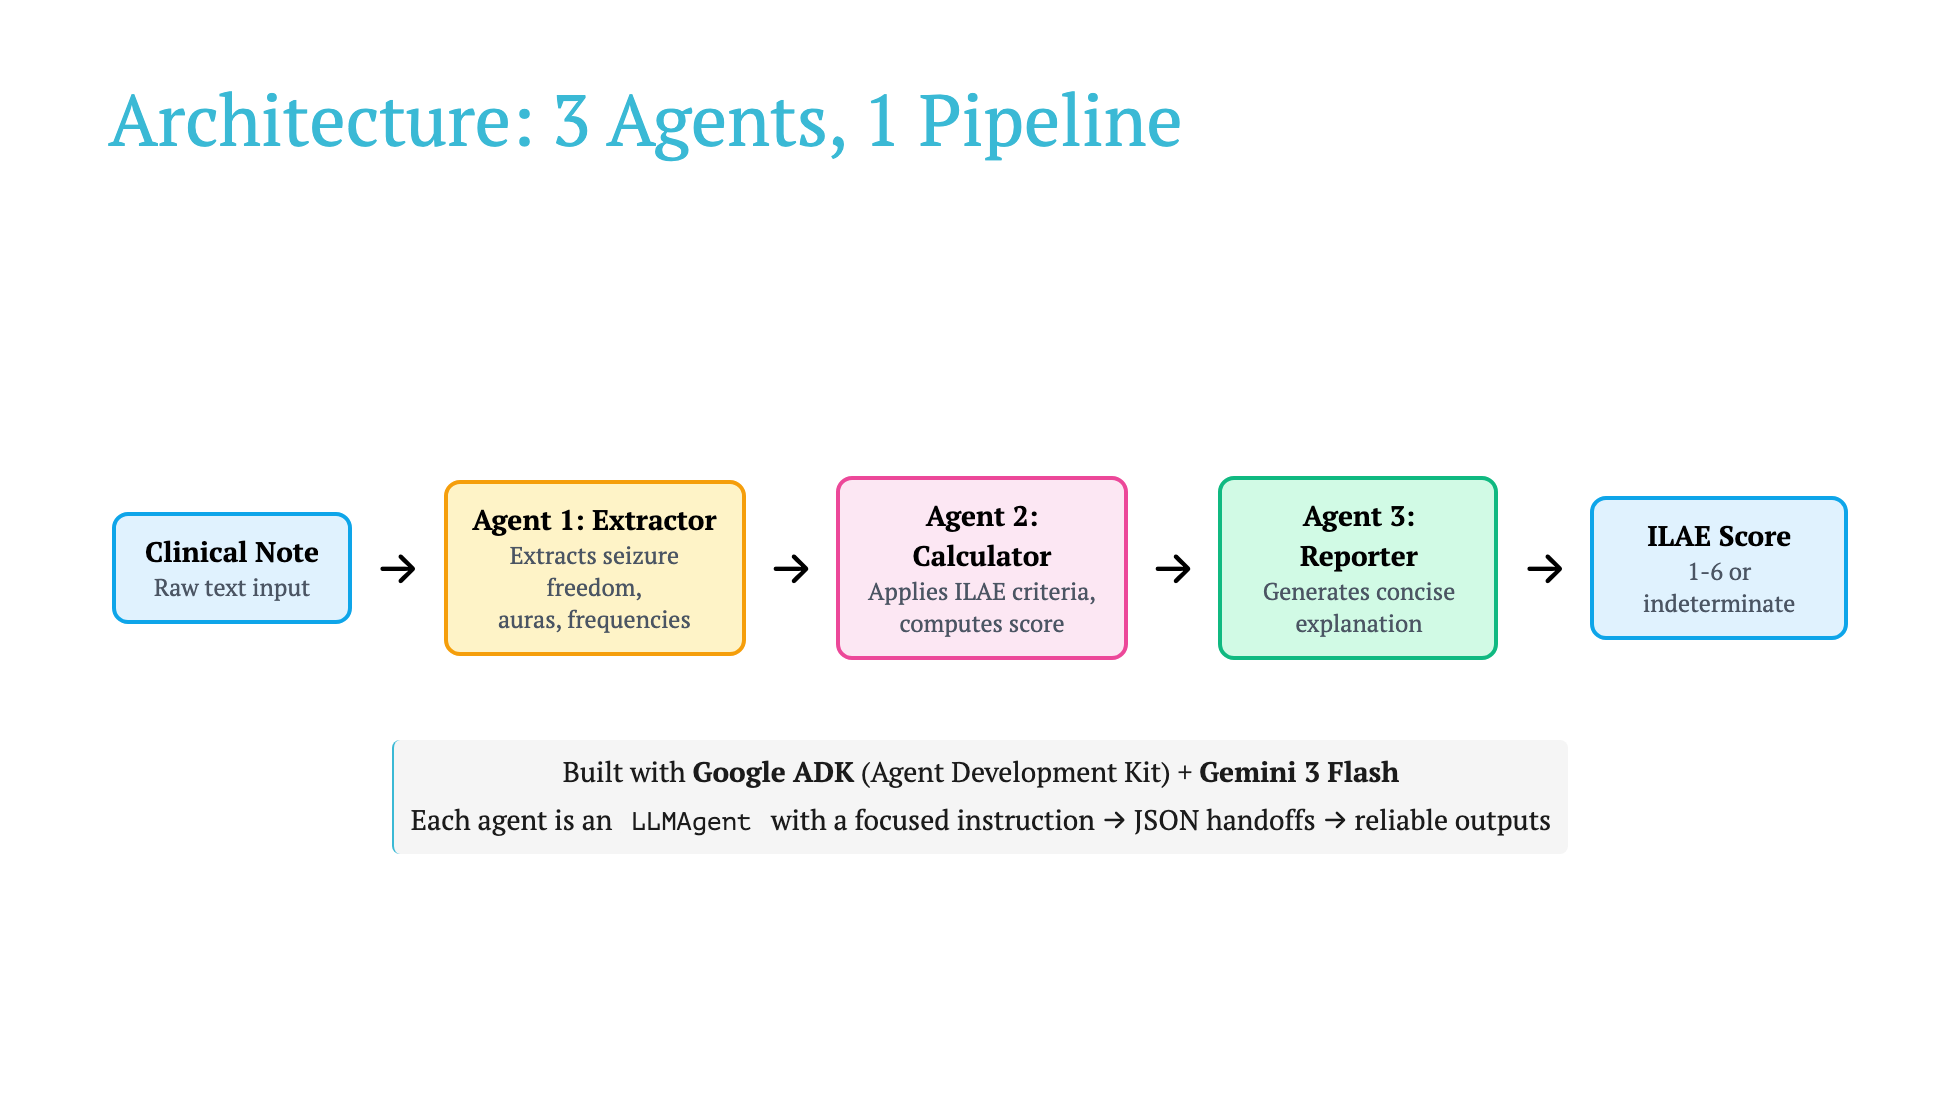 Architecture: 3 Agents, 1 Pipeline
Clinical Note
Raw text input
→
Agent 1: Extractor
Extracts seizure
freedom,
auras, frequencies
→
Agent 2:
Calculator
Applies ILAE criteria,
computes score
→
Agent 3:
Reporter
Generates concise
explanation
→
ILAE Score
1-6 or
indeterminate
Built with Google ADK (Agent Development Kit) + Gemini 3 Flash
Each agent is an LLMAgent with a focused instruction → JSON handoffs → reliable outputs